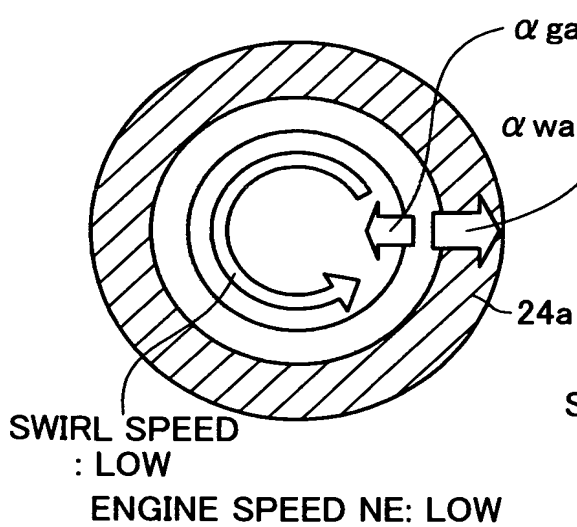 α ga
α wa
24a
S
SWIRL SPEED
: LOW
ENGINE SPEED NE: LOW